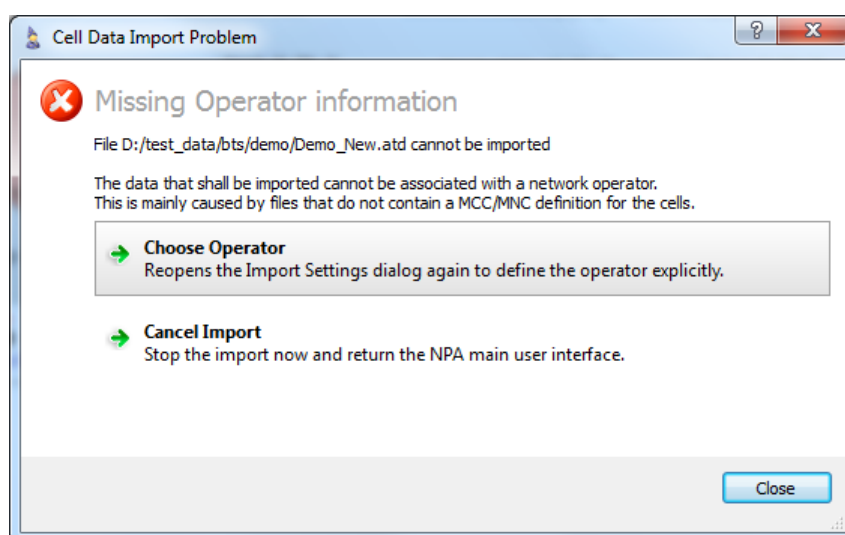 Cell Data Import Problem
Missing Operator information
File D:/test_data/bts/demo/Demo_New.atd cannot be imported
The data that shall be imported cannot be associated with a network operator.
This is mainly caused by files that do not contain a MCC/MNC definition for the cells.
Choose Operator
Reopens the Import Settings dialog again to define the operator explicitly.
Cancel Import
Stop the import now and return the NPA main user interface.
Close